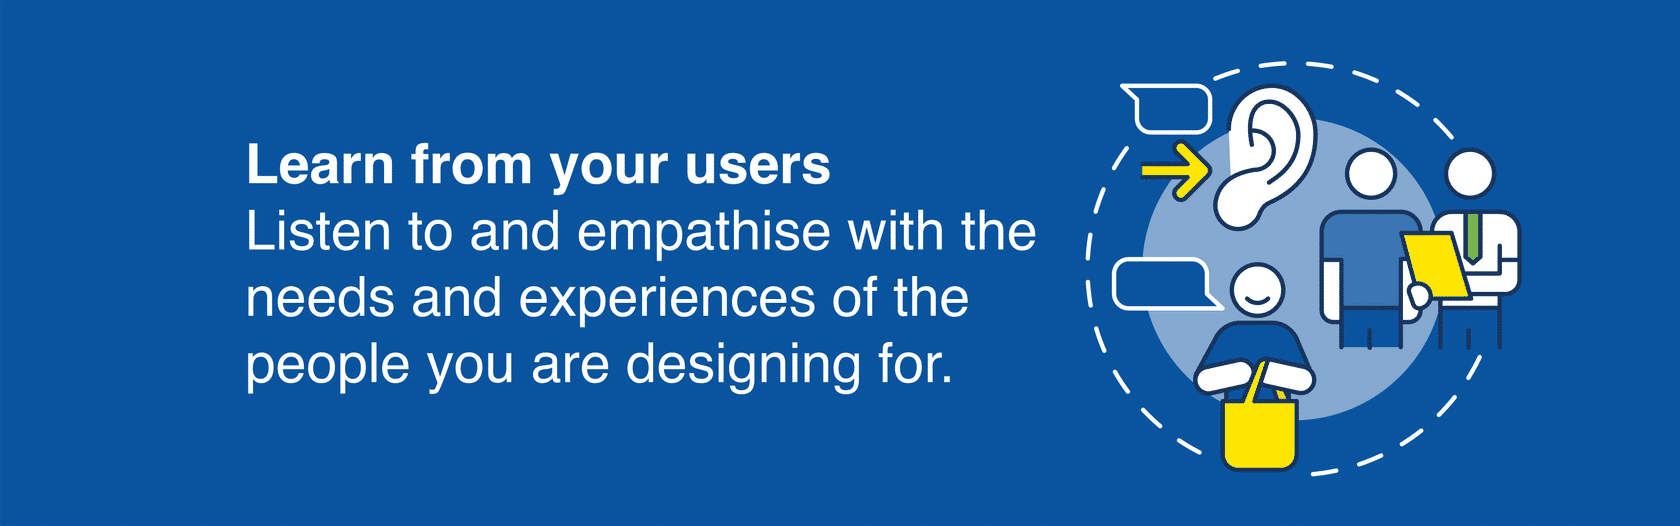 Learn from your users
Listen to and empathise with the
needs and experiences of the
people you are designing for.